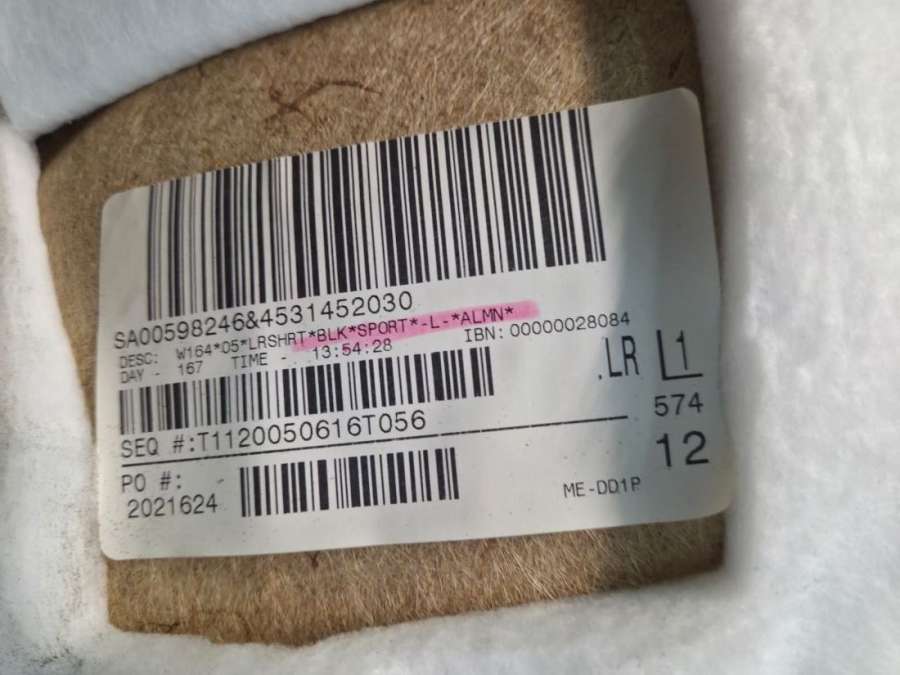 SA00598246&4531452030
DESC: W164*05*LRSHRT*BLK*SPORT*-L-*ALMN*
DAY - 167 TIME - 13:54:28 IBN: 00000028084
.LR L1
SEQ #:T1120050616T056
574
PO #:
12
2021624
ME-DD1P